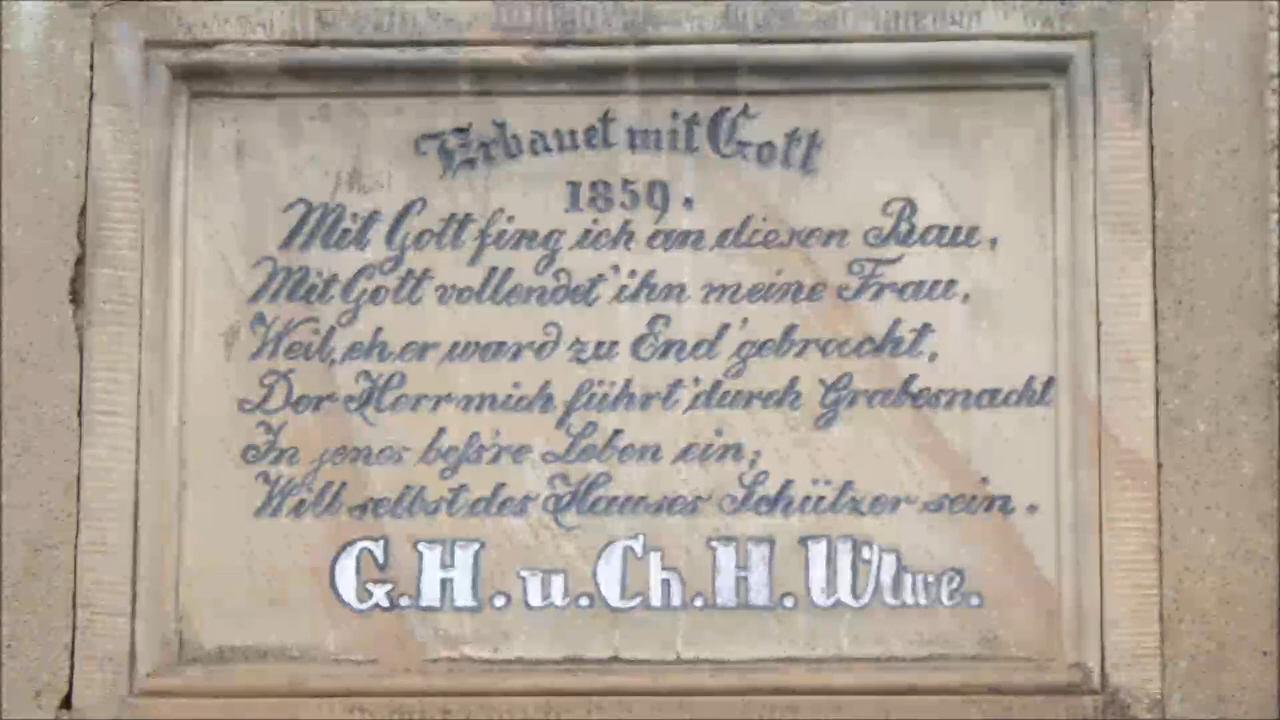 Erbauet mit Gott
1859.
Mit Gott fing ich an diesen Bau,
Mit Gott vollendet' ihn meine Frau,
Weil, eh er ward zu End' gebracht,
Der Herr mich führt' durch Grabesnacht
In jenes beſs're Leben ein;
Will selbst des Hauses Schützer sein.
G.H. u. Ch. H. Wtwe.